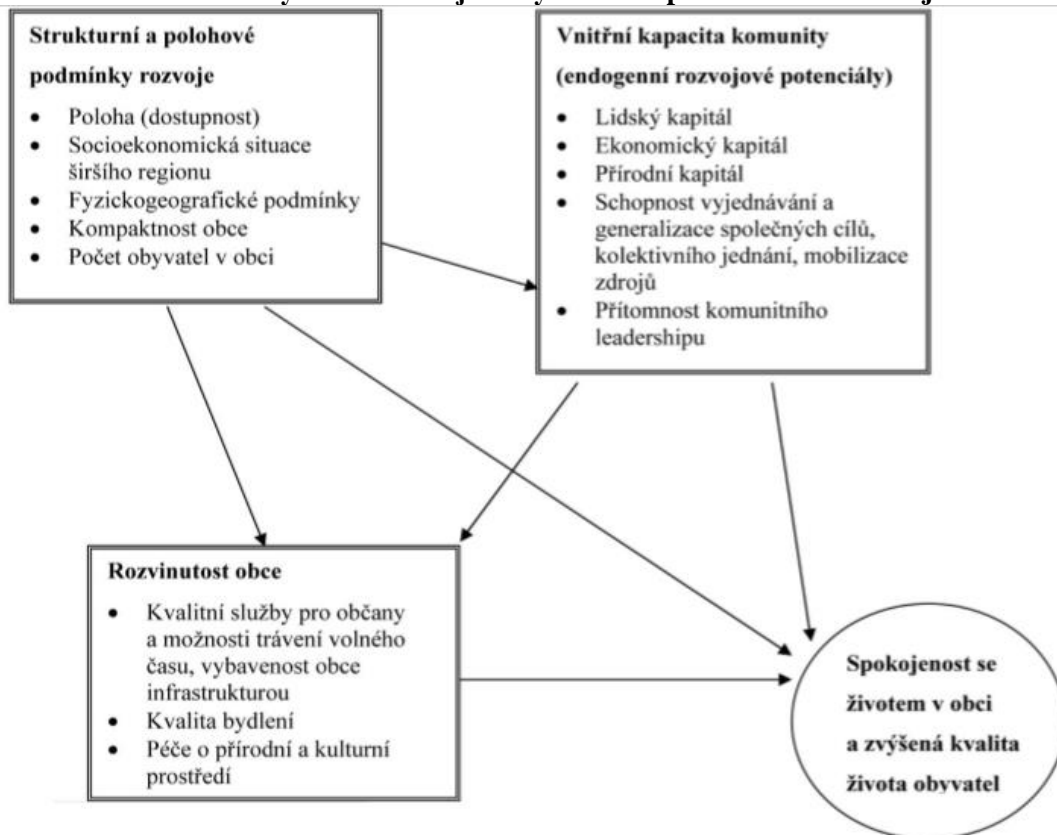 Strukturní a polohové
podmínky rozvoje
• Poloha (dostupnost)
• Socioekonomická situace
širšího regionu
• Fyzickogeografické podmínky
• Kompaktnost obce
• Počet obyvatel v obci
Vnitřní kapacita komunity
(endogenní rozvojové potenciály)
• Lidský kapitál
• Ekonomický kapitál
• Přírodní kapitál
• Schopnost vyjednávání a
generalizace společných cílů,
kolektivního jednání, mobilizace
zdrojů
• Přítomnost komunitního
leadershipu
Rozvinutost obce
• Kvalitní služby pro občany
a možnosti trávení volného
času, vybavenost obce
infrastrukturou
• Kvalita bydlení
• Péče o přírodní a kulturní
prostředí
Spokojenost se
životem v obci
a zvýšená kvalita
života obyvatel